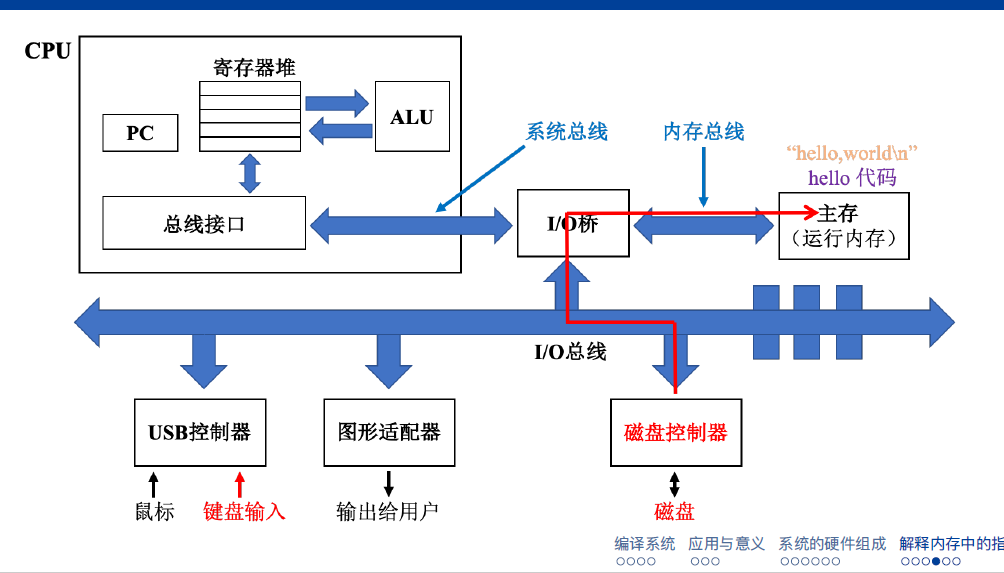 CPU
寄存器堆
PC
ALU
系统总线
内存总线
“hello,world\n”
hello 代码
总线接口
I/O桥
主存
（运行内存）
I/O总线
USB控制器
图形适配器
磁盘控制器
鼠标
键盘输入
输出给用户
磁盘
编译系统
应用与意义
系统的硬件组成
解释内存中的指